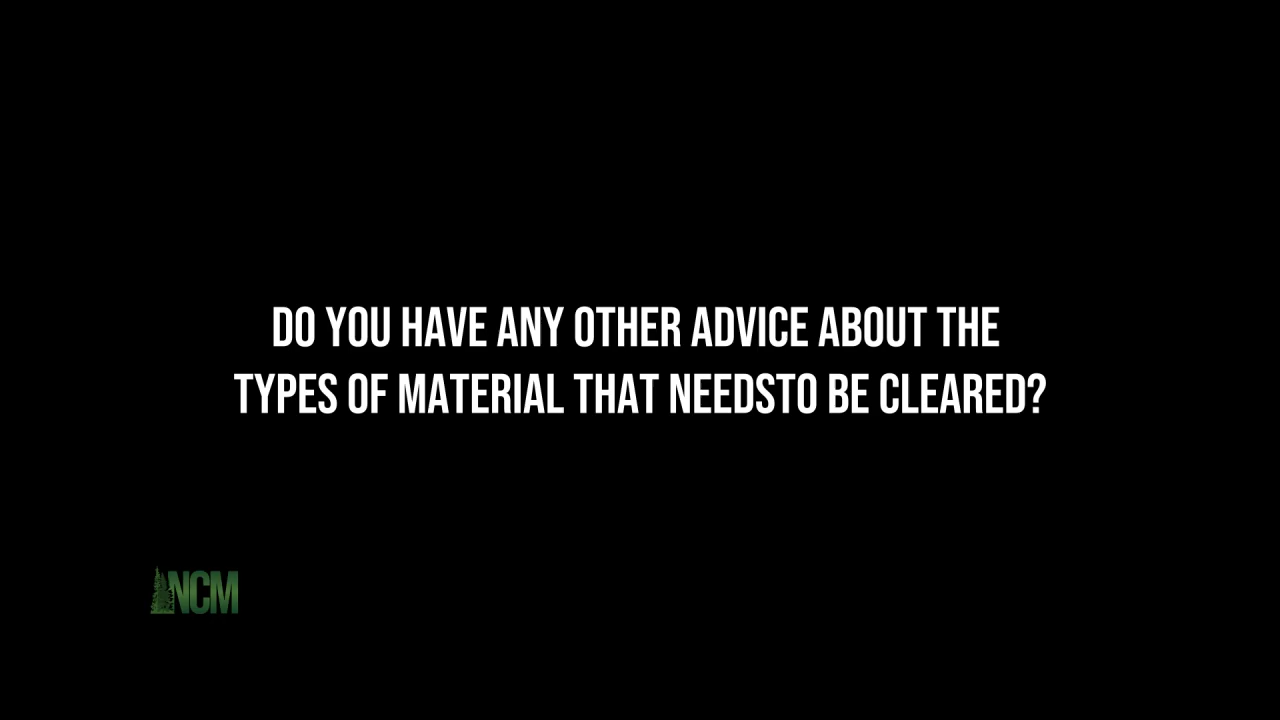 DO YOU HAVE ANY OTHER ADVICE ABOUT THE
TYPES OF MATERIAL THAT NEEDSTO BE CLEARED?
NCM